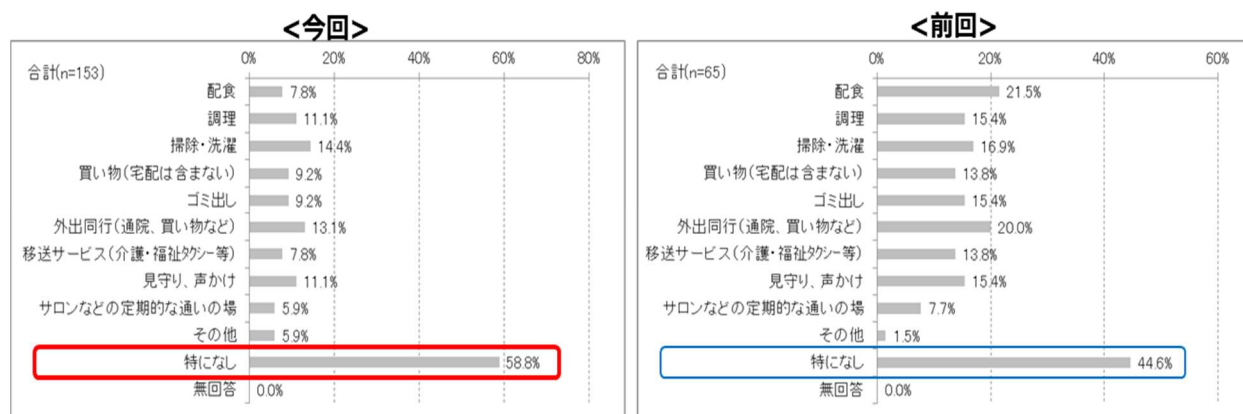 <今回>
0% 20% 40% 60% 80%
合計(n=153)
配食 7.8%
調理 11.1%
掃除・洗濯 14.4%
買い物(宅配は含まない) 9.2%
ゴミ出し 9.2%
外出同行(通院、買い物など) 13.1%
移送サービス(介護・福祉タクシー等) 7.8%
見守り、声かけ 11.1%
サロンなどの定期的な通いの場 5.9%
その他 5.9%
特になし 58.8%
無回答 0.0%
<前回>
0% 20% 40% 60%
合計(n=65)
配食 21.5%
調理 15.4%
掃除・洗濯 16.9%
買い物(宅配は含まない) 13.8%
ゴミ出し 15.4%
外出同行(通院、買い物など) 20.0%
移送サービス(介護・福祉タクシー等) 13.8%
見守り、声かけ 15.4%
サロンなどの定期的な通いの場 7.7%
その他 1.5%
特になし 44.6%
無回答 0.0%